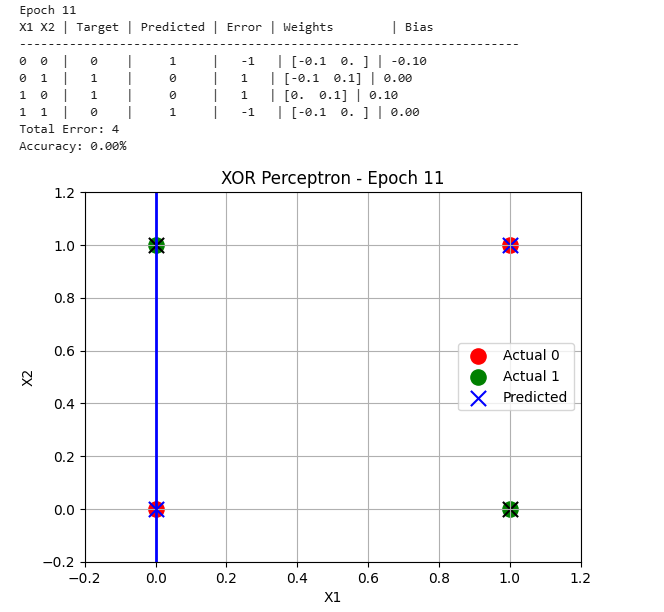 Epoch 11
X1 X2 | Target | Predicted | Error | Weights | Bias
----------------------------------------------------------------------
0 0 | 0 | 1 | -1 | [-0.1 0. ] | -0.10
0 1 | 1 | 0 | 1 | [-0.1 0.1] | 0.00
1 0 | 1 | 0 | 1 | [0. 0.1] | 0.10
1 1 | 0 | 1 | -1 | [-0.1 0. ] | 0.00
Total Error: 4
Accuracy: 0.00%
XOR Perceptron - Epoch 11
1.2
1.0
0.8
0.6
0.4
0.2
0.0
−0.2
X2
Actual 0
Actual 1
Predicted
−0.2 0.0 0.2 0.4 0.6 0.8 1.0 1.2
X1